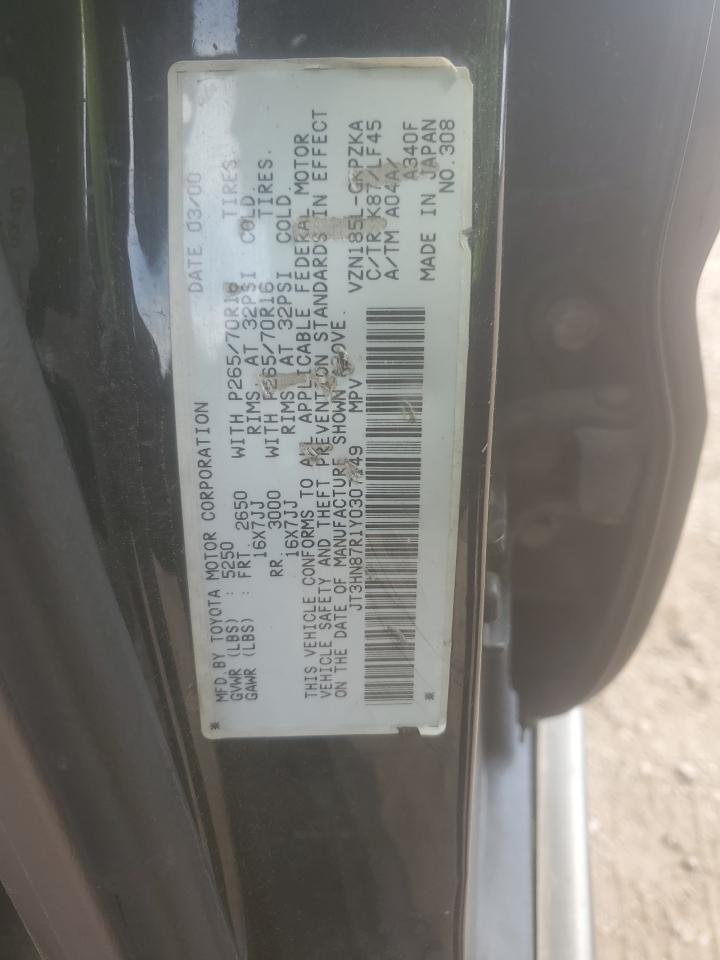 MFD. BY TOYOTA MOTOR CORPORATION DATE 03/00
GVWR (LBS) : 5250
GAWR (LBS) : FRT. 2650 WITH P265/70R16 TIRES.
16X7JJ RIMS AT 32PSI COLD.
RR. 3000 WITH P265/70R16 TIRES.
16X7JJ RIMS AT 32PSI COLD.
THIS VEHICLE CONFORMS TO ALL APPLICABLE FEDERAL MOTOR
VEHICLE SAFETY AND THEFT PREVENTION STANDARDS IN EFFECT
ON THE DATE OF MANUFACTURE SHOWN ABOVE.
JT3HN87R1Y0307149 MPV
VZN185L-GKPZKA
C/TR 6K87/LF45
A/TM A04A/ A340F
MADE IN JAPAN
NO.308